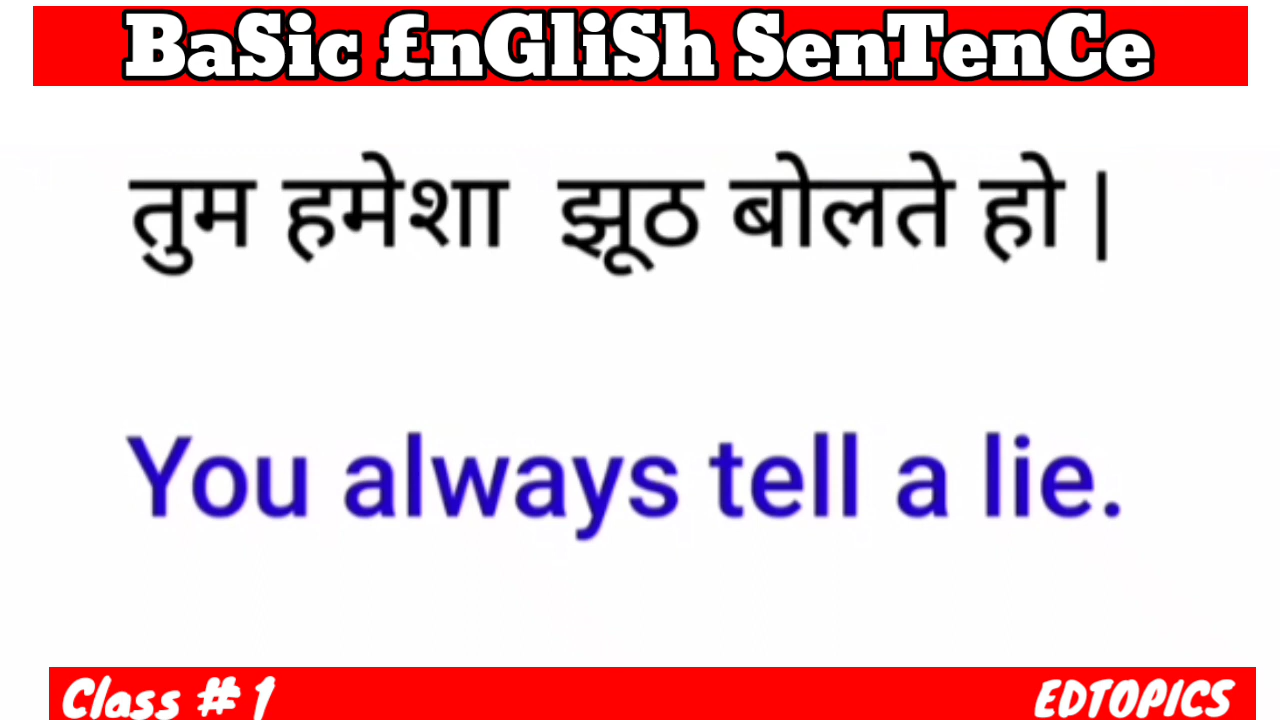 BaSic £nGliSh SenTenCe
तुम हमेशा झूठ बोलते हो |
You always tell a lie.
Class # 1
EDTOPICS